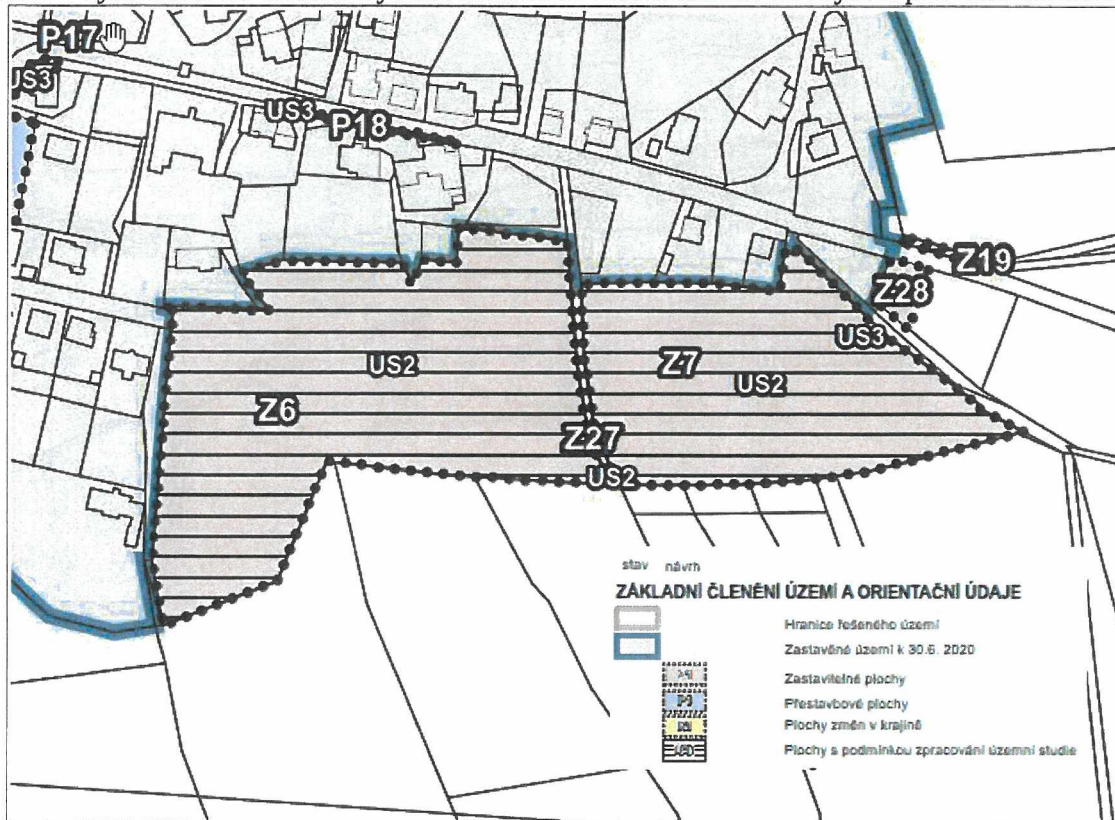 P17
US3
US3
P18
Z19
Z28
US3
US2
Z7
US2
Z6
Z27
US2
stav návrh
ZÁKLADNÍ ČLENĚNÍ ÚZEMÍ A ORIENTAČNÍ ÚDAJE
Hranice řešeného území
Zastavěné území k 30.6. 2020
Zastavitelné plochy
Přestavbové plochy
Plochy změn v krajině
Plochy s podmínkou zpracování územní studie